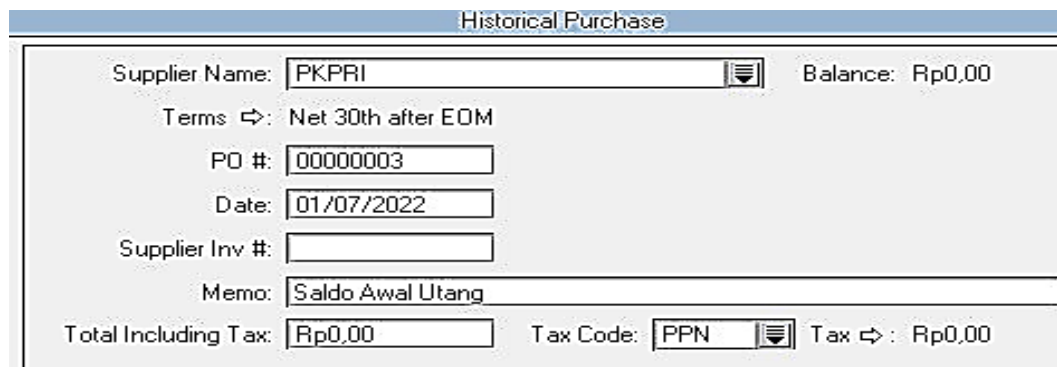 Historical Purchase
Supplier Name: PKPRI Balance: Rp0,00
Terms ⇨: Net 30th after EOM
PO #: 00000003
Date: 01/07/2022
Supplier Inv #:
Memo: Saldo Awal Utang
Total Including Tax: Rp0,00 Tax Code: PPN Tax ⇨: Rp0,00